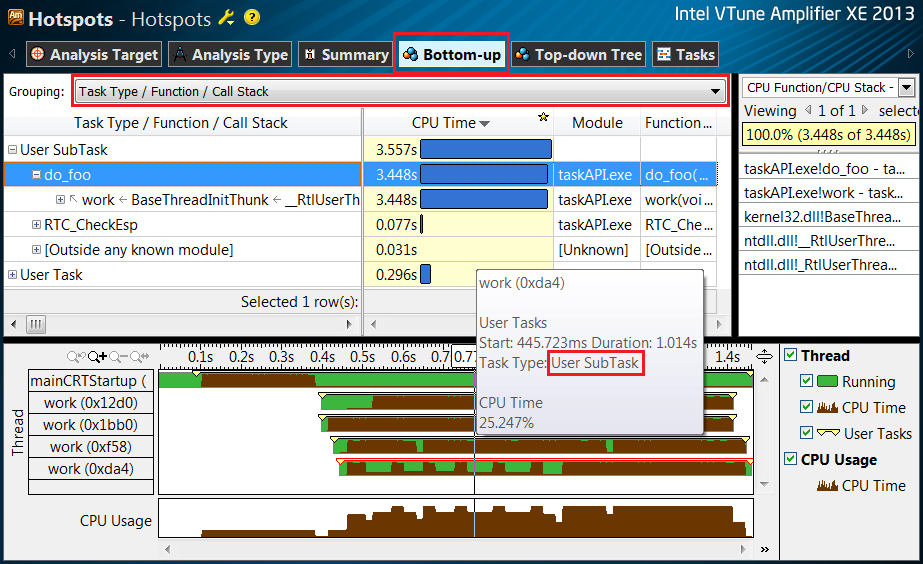 Hotspots - Hotspots
Intel VTune Amplifier XE 2013
Analysis Target
Analysis Type
Summary
Bottom-up
Top-down Tree
Tasks
Grouping: Task Type / Function / Call Stack
CPU Function/CPU Stack -
Task Type / Function / Call Stack CPU Time Module Function...
Viewing 1 of 1 selecte
100.0% (3.448s of 3.448s)
User SubTask 3.557s
do_foo 3.448s taskAPI.exe do_foo(...
work ← BaseThreadInitThunk ← __RtlUserTh 3.448s taskAPI.exe work(voi...
RTC_CheckEsp 0.077s taskAPI.exe RTC_Che...
[Outside any known module] 0.031s [Unknown] [Outside...
User Task 0.296s
Selected 1 row(s):
taskAPI.exe!do_foo - ta...
taskAPI.exe!work - task...
kernel32.dll!BaseThrea...
ntdll.dll!__RtlUserThre...
ntdll.dll!_RtlUserThrea...
work (0xda4)
User Tasks
Start: 445.723ms Duration: 1.014s
Task Type: User SubTask
CPU Time
25.247%
0.1s 0.2s 0.3s 0.4s 0.5s 0.6s 0.77 1.4s
Thread
mainCRTStartup (
work (0x12d0)
work (0x1bb0)
work (0xf58)
work (0xda4)
CPU Usage
Thread
Running
CPU Time
User Tasks
CPU Usage
CPU Time